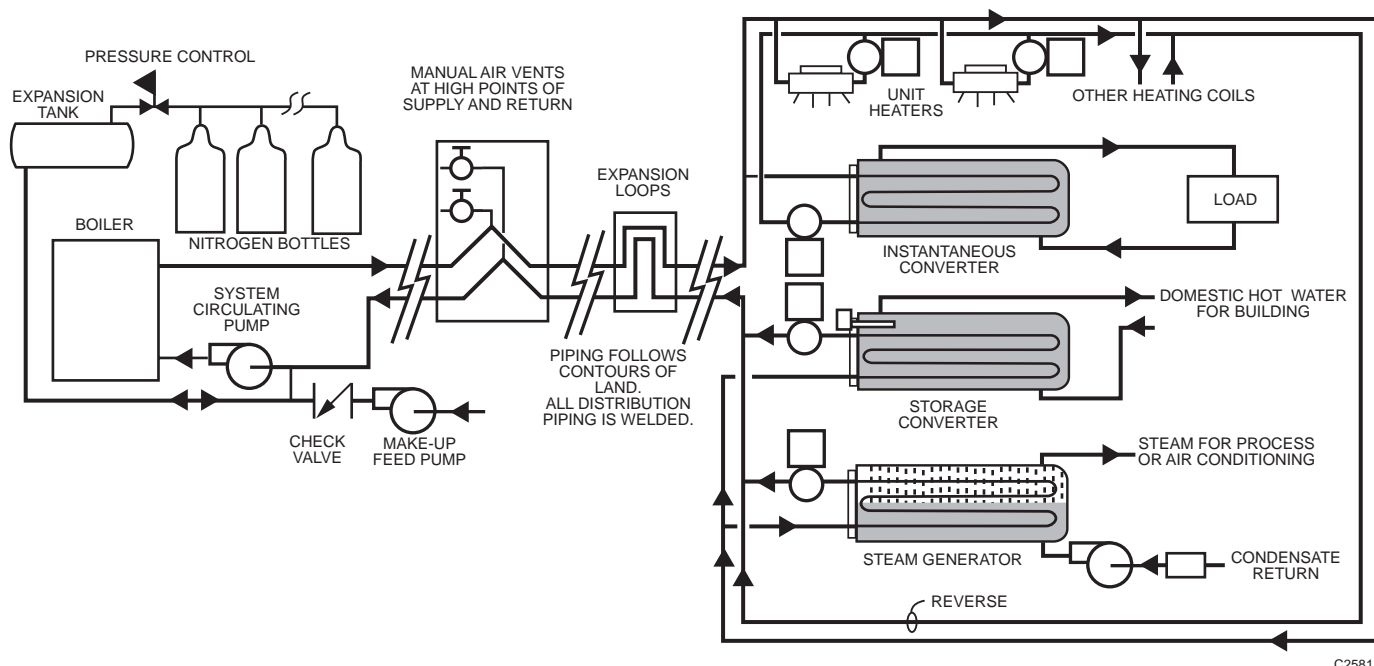 PRESSURE CONTROL
EXPANSION
TANK
NITROGEN BOTTLES
BOILER
SYSTEM
CIRCULATING
PUMP
CHECK
VALVE
MAKE-UP
FEED PUMP
MANUAL AIR VENTS
AT HIGH POINTS OF
SUPPLY AND RETURN
EXPANSION
LOOPS
PIPING FOLLOWS
CONTOURS OF
LAND.
ALL DISTRIBUTION
PIPING IS WELDED.
UNIT
HEATERS
OTHER HEATING COILS
LOAD
INSTANTANEOUS
CONVERTER
DOMESTIC HOT WATER
FOR BUILDING
STORAGE
CONVERTER
STEAM FOR PROCESS
OR AIR CONDITIONING
STEAM GENERATOR
CONDENSATE
RETURN
REVERSE
C2581